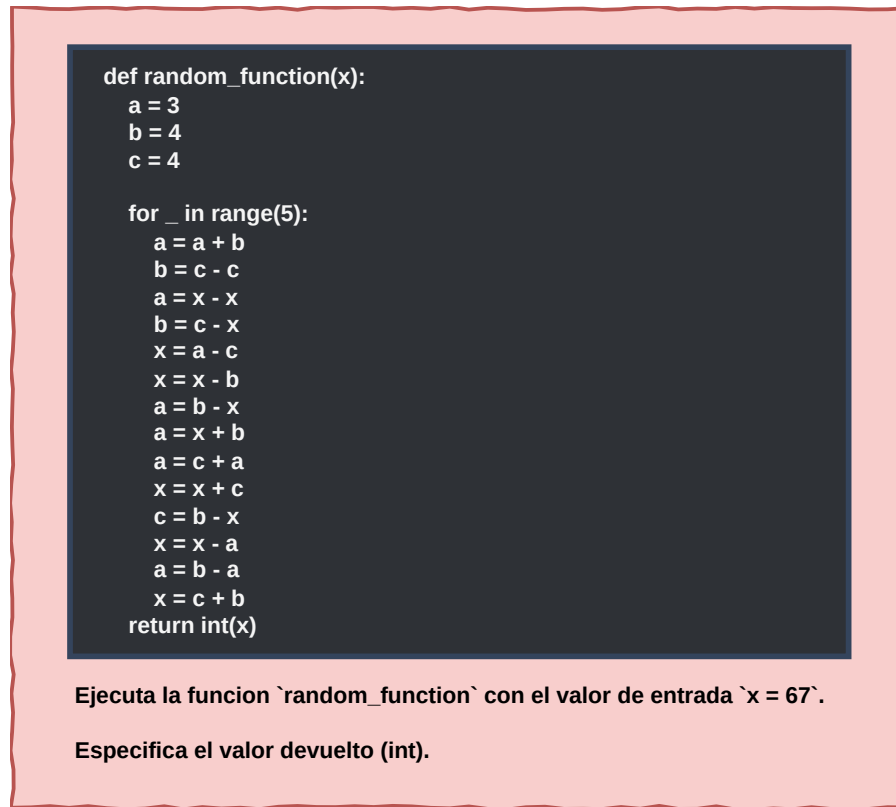 def random_function(x):
a = 3
b = 4
c = 4
for _ in range(5):
a = a + b
b = c - c
a = x - x
b = c - x
x = a - c
x = x - b
a = b - x
a = x + b
a = c + a
x = x + c
c = b - x
x = x - a
a = b - a
x = c + b
return int(x)
Ejecuta la funcion `random_function` con el valor de entrada `x = 67`.
Especifica el valor devuelto (int).